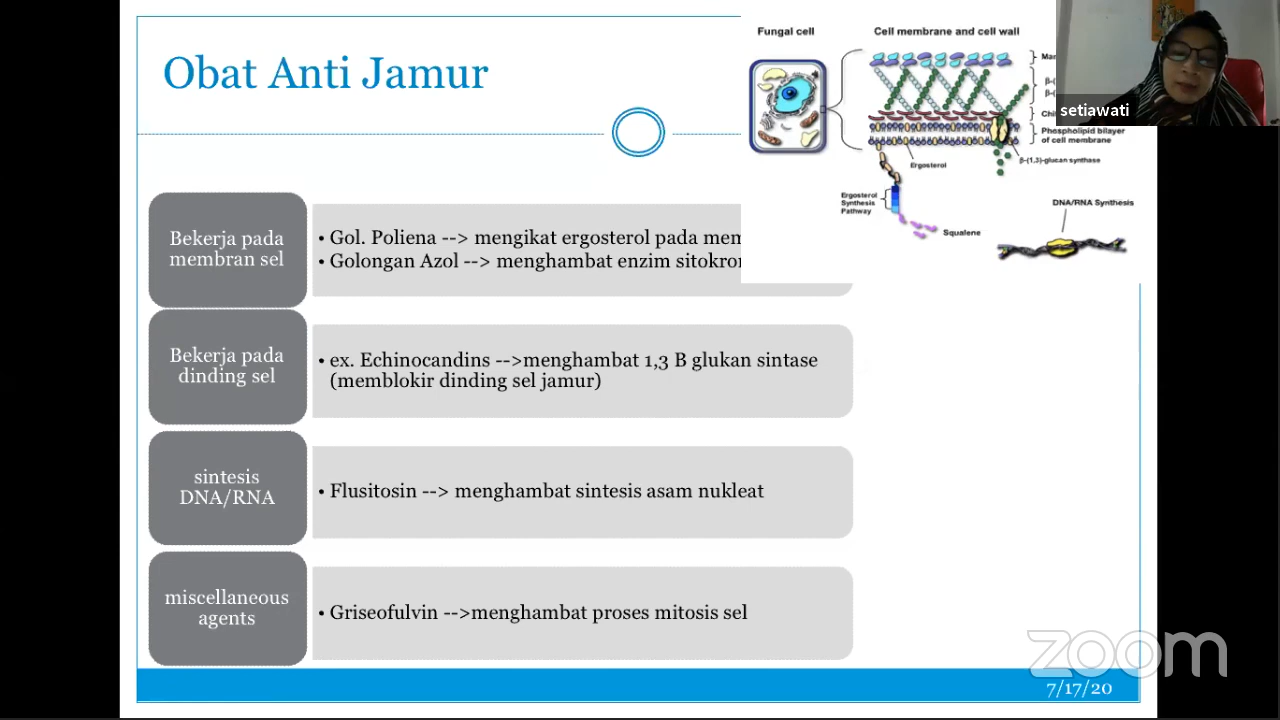 Obat Anti Jamur
Fungal cell
Cell membrane and cell wall
setiawati
Phospholipid bilayer
of cell membrane
β-(1,3)-glucan synthase
Ergosterol
Ergosterol
Synthesis
Pathway
Squalene
DNA/RNA Synthesis
Bekerja pada
membran sel
• Gol. Poliena --> mengikat ergosterol pada
• Golongan Azol --> menghambat enzim
Bekerja pada
dinding sel
• ex. Echinocandins -->menghambat 1,3 B glukan sintase
(memblokir dinding sel jamur)
sintesis
DNA/RNA
• Flusitosin --> menghambat sintesis asam nukleat
miscellaneous
agents
• Griseofulvin -->menghambat proses mitosis sel
zoom
7/17/20